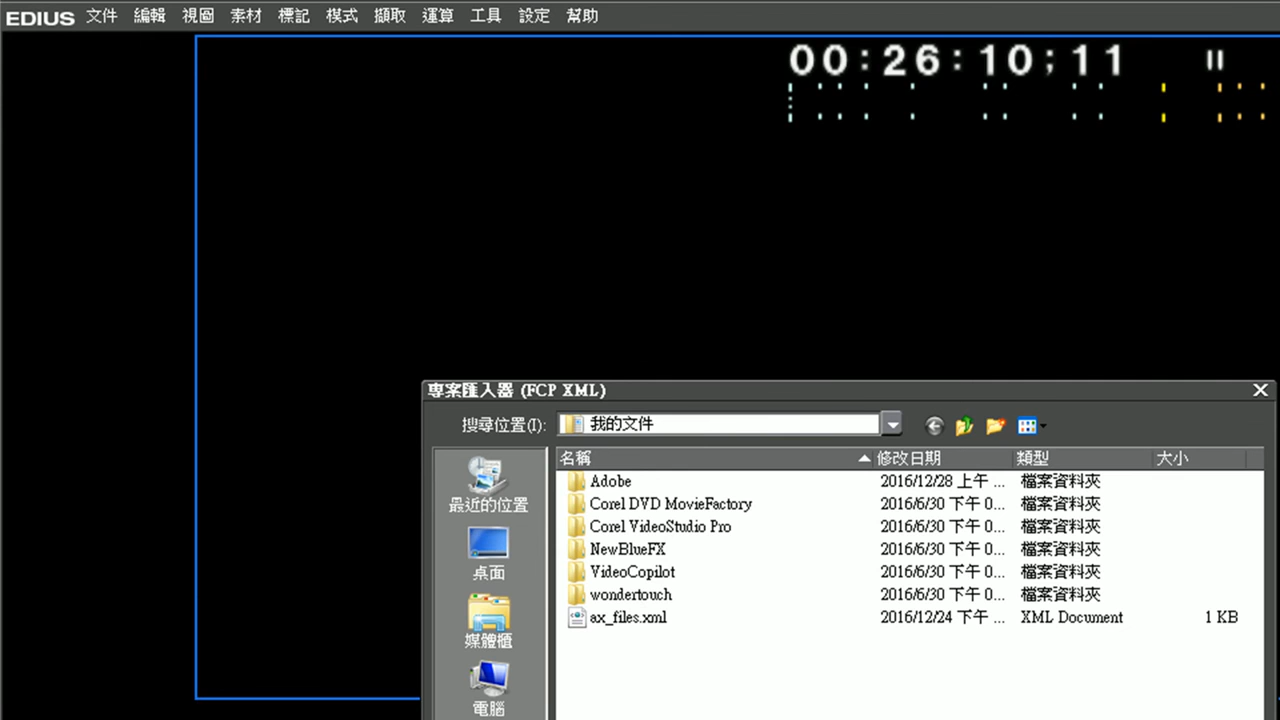 EDIUS 文件 編輯 視圖 素材 標記 模式 擷取 運算 工具 設定 幫助
00:26:10;11
專案匯入器 (FCP XML)
搜尋位置(I): 我的文件
名稱 修改日期 類型 大小
Adobe 2016/12/28 上午 ... 檔案資料夾
Corel DVD MovieFactory 2016/6/30 下午 0... 檔案資料夾
Corel VideoStudio Pro 2016/6/30 下午 0... 檔案資料夾
NewBlueFX 2016/6/30 下午 0... 檔案資料夾
VideoCopilot 2016/6/30 下午 0... 檔案資料夾
wondertouch 2016/6/30 下午 0... 檔案資料夾
ax_files.xml 2016/12/24 下午 ... XML Document 1 KB
最近的位置
桌面
媒體櫃
電腦